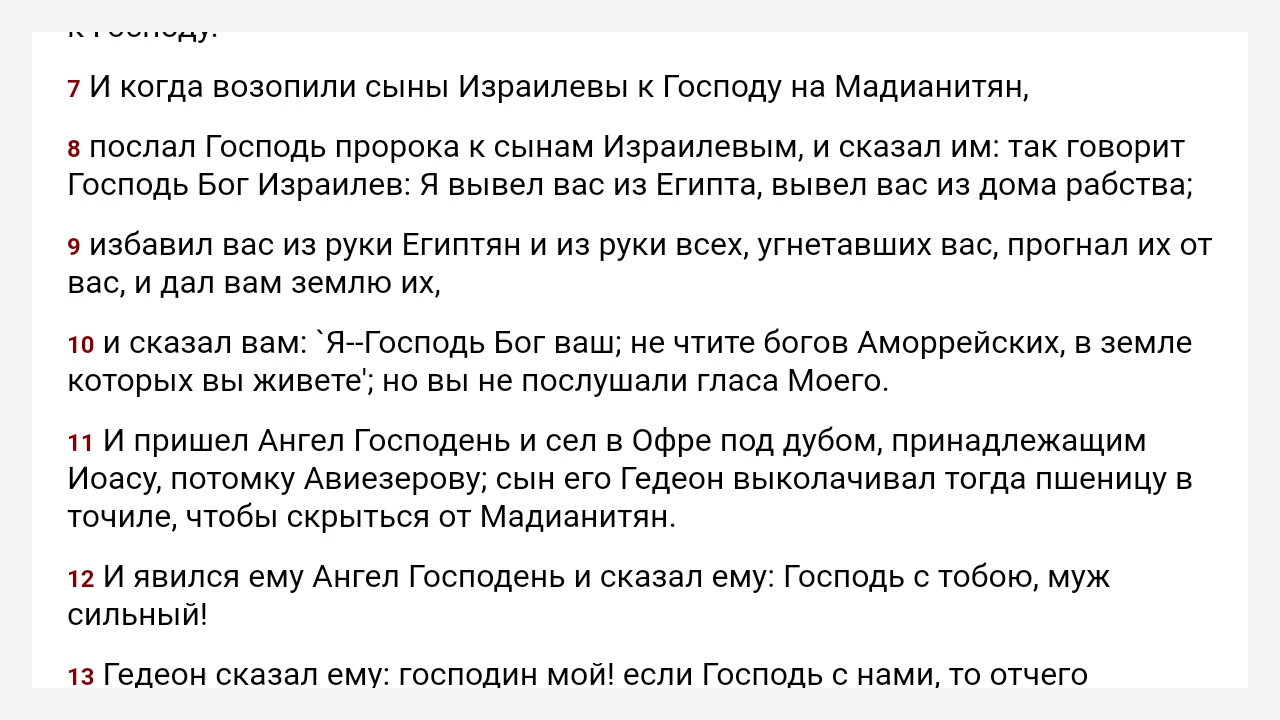 к Господу.
7 И когда возопили сыны Израилевы к Господу на Мадианитян,
8 послал Господь пророка к сынам Израилевым, и сказал им: так говорит
Господь Бог Израилев: Я вывел вас из Египта, вывел вас из дома рабства;
9 избавил вас из руки Египтян и из руки всех, угнетавших вас, прогнал их от
вас, и дал вам землю их,
10 и сказал вам: `Я--Господь Бог ваш; не чтите богов Аморрейских, в земле
которых вы живете'; но вы не послушали гласа Моего.
11 И пришел Ангел Господень и сел в Офре под дубом, принадлежащим
Иоасу, потомку Авиезерову; сын его Гедеон выколачивал тогда пшеницу в
точиле, чтобы скрыться от Мадианитян.
12 И явился ему Ангел Господень и сказал ему: Господь с тобою, муж
сильный!
13 Гедеон сказал ему: господин мой! если Господь с нами, то отчего